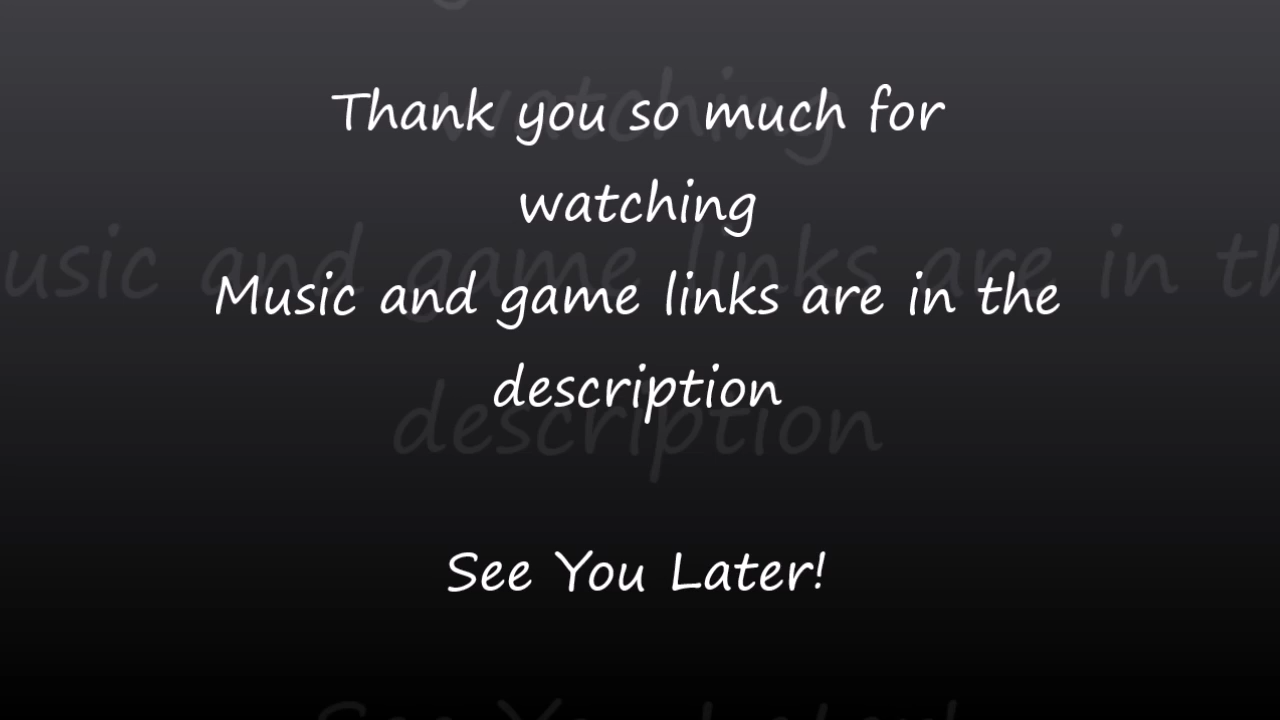 Thank you so much for
watching
Music and game links are in the
description
See You Later!